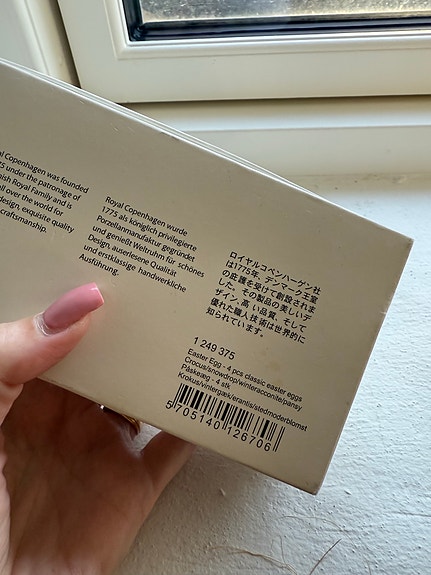 Copenhagen was founded
under the patronage of
Royal Family and is
over the world for
design, exquisite quality
craftsmanship.
Royal Copenhagen wurde
1775 als königlich privilegierte
Porzellanmanufaktur gegründet
und genießt Weltruhm für schönes
Design, auserlesene Qualität
und erstklassige handwerkliche
Ausführung.
ロイヤルコペンハーゲン社
は1775年、デンマーク王室
の庇護を受けて創設されま
した。その製品の美しいデ
ザイン、高い品質、そして
優れた職人技術は世界的に
知られています。
1 249 375
Easter Egg - 4 pcs classic easter eggs
Crocus/snowdrop/winteraconite/pansy
Påskeæg - 4 stk
Krokus/vintergæk/erantis/stedmoderblomst
5 705140 126706